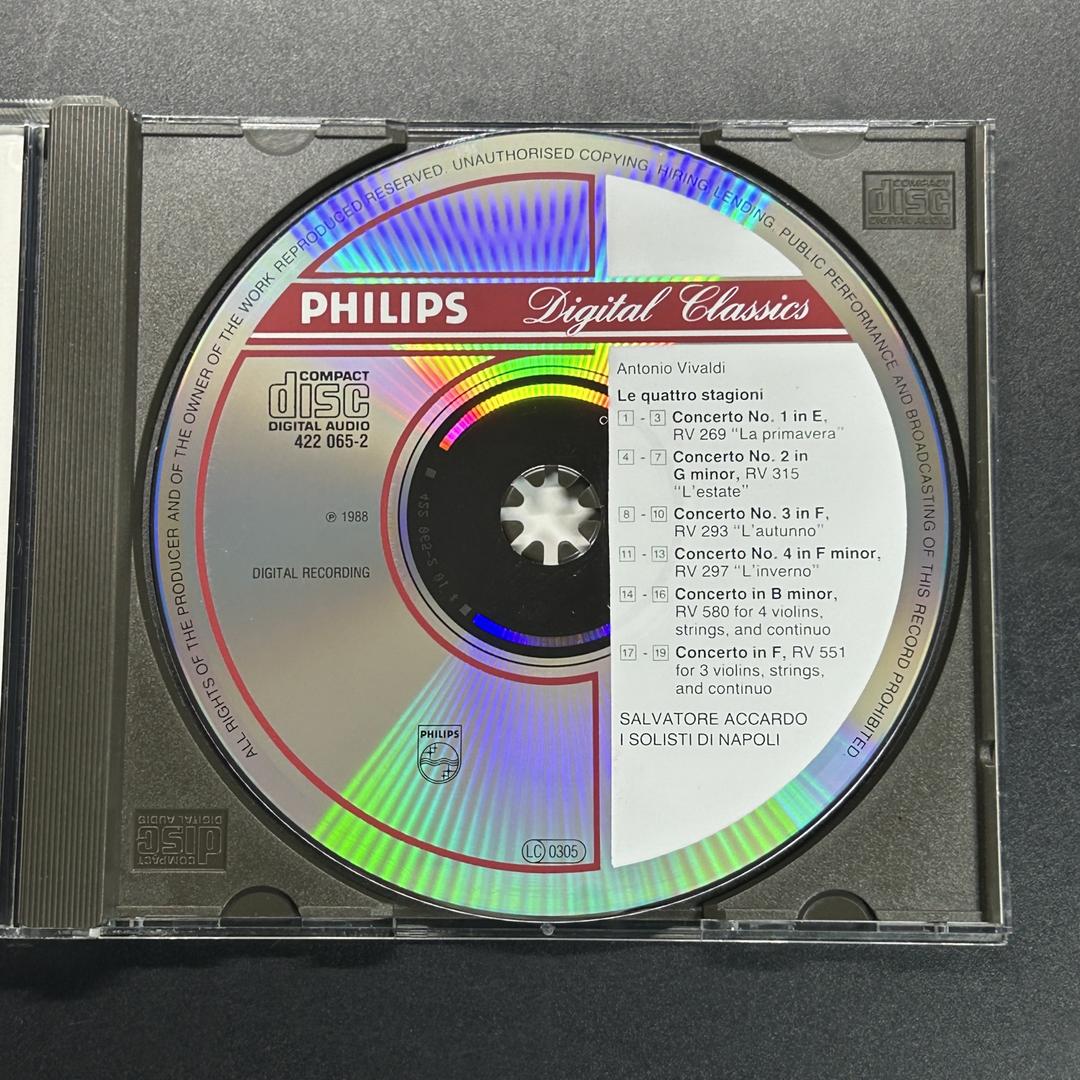 ALL RIGHTS OF THE PRODUCER AND OF THE OWNER OF THE WORK REPRODUCED RESERVED. UNAUTHORISED COPYING, HIRING, LENDING, PUBLIC PERFORMANCE AND BROADCASTING OF THIS RECORD PROHIBITED.
COMPACT
disc
DIGITAL AUDIO
PHILIPS Digital Classics
COMPACT
disc
DIGITAL AUDIO
422 065-2
℗ 1988
DIGITAL RECORDING
Antonio Vivaldi
Le quattro stagioni
1 - 3 Concerto No. 1 in E,
RV 269 “La primavera”
4 - 7 Concerto No. 2 in
G minor, RV 315
“L'estate”
8 - 10 Concerto No. 3 in F,
RV 293 “L'autunno”
11 - 13 Concerto No. 4 in F minor,
RV 297 “L'inverno”
14 - 16 Concerto in B minor,
RV 580 for 4 violins,
strings, and continuo
17 - 19 Concerto in F, RV 551
for 3 violins, strings,
and continuo
SALVATORE ACCARDO
I SOLISTI DI NAPOLI
PHILIPS
LC 0305
COMPACT
disc
DIGITAL AUDIO